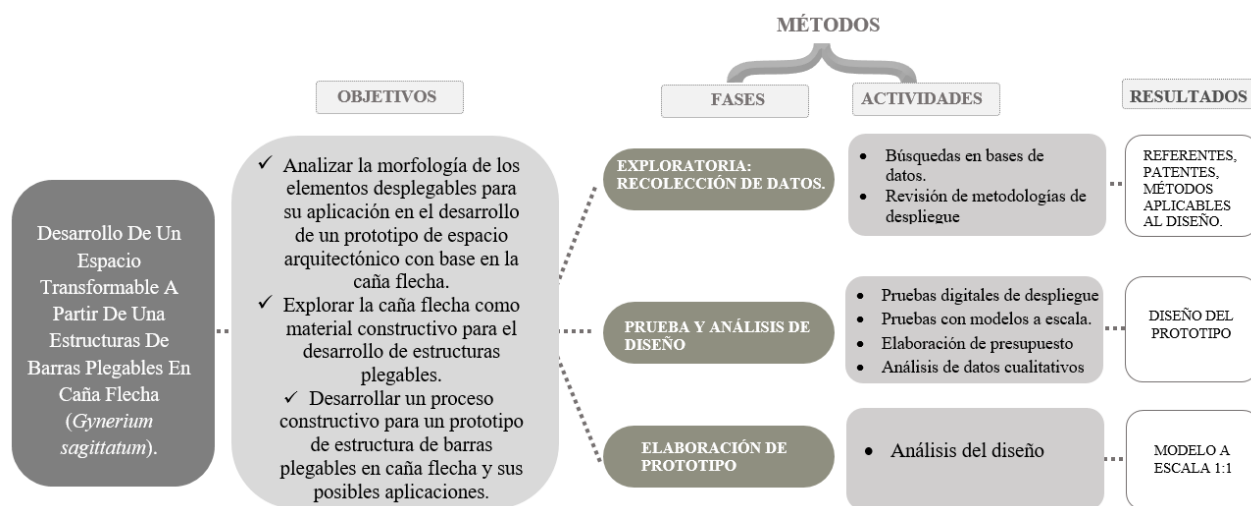 MÉTODOS
OBJETIVOS
FASES
ACTIVIDADES
RESULTADOS
Desarrollo De Un
Espacio
Transformable A
Partir De Una
Estructuras De
Barras Plegables En
Caña Flecha
(Gynerium
sagittatum).
✓ Analizar la morfología de los
elementos desplegables para
su aplicación en el desarrollo
de un prototipo de espacio
arquitectónico con base en la
caña flecha.
✓ Explorar la caña flecha como
material constructivo para el
desarrollo de estructuras
plegables.
✓ Desarrollar un proceso
constructivo para un prototipo
de estructura de barras
plegables en caña flecha y sus
posibles aplicaciones.
EXPLORATORIA:
RECOLECCIÓN DE DATOS.
• Búsquedas en bases de
datos.
• Revisión de metodologías de
despliegue
REFERENTES,
PATENTES,
MÉTODOS
APLICABLES
AL DISEÑO.
PRUEBA Y ANÁLISIS DE
DISEÑO
• Pruebas digitales de despliegue
• Pruebas con modelos a escala.
• Elaboración de presupuesto
• Análisis de datos cualitativos
DISEÑO DEL
PROTOTIPO
ELABORACIÓN DE
PROTOTIPO
• Análisis del diseño
MODELO A
ESCALA 1:1